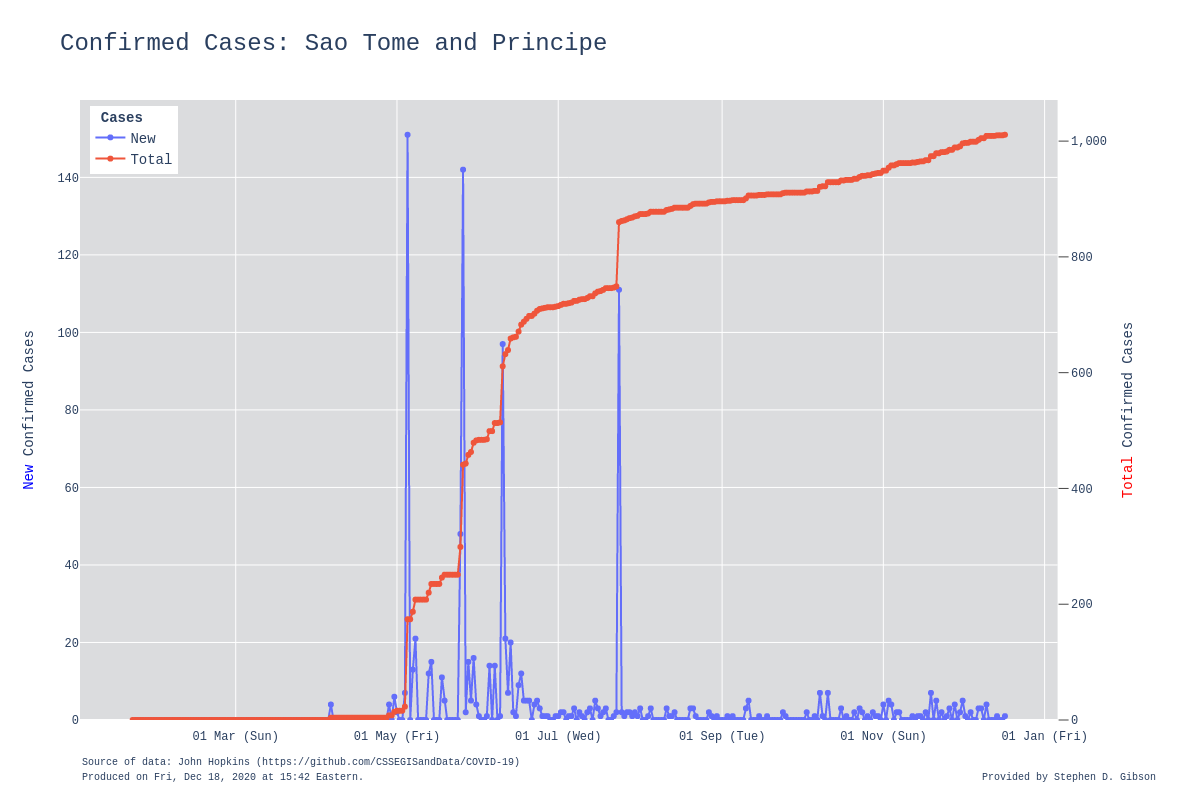 Confirmed Cases: Sao Tome and Principe
Cases
New
Total
140
120
100
80
60
40
20
0
1,000
800
600
400
200
0
New Confirmed Cases
Total Confirmed Cases
01 Mar (Sun)
01 May (Fri)
01 Jul (Wed)
01 Sep (Tue)
01 Nov (Sun)
01 Jan (Fri)
Source of data: John Hopkins (https://github.com/CSSEGISandData/COVID-19)
Produced on Fri, Dec 18, 2020 at 15:42 Eastern.
Provided by Stephen D. Gibson